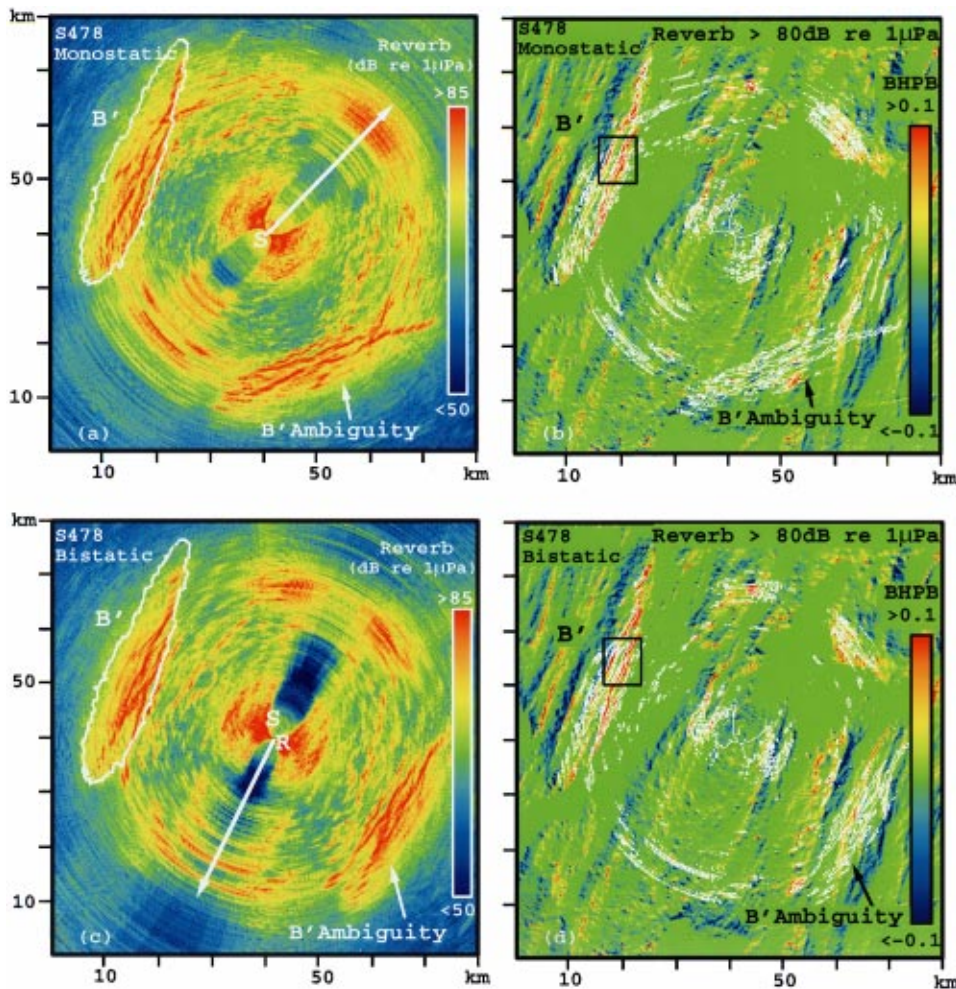 km
S478
Monostatic
Reverb
(dB re 1µPa)
>85
B'
50
S
10
<50
B'Ambiguity
(a)
10
50
km
S478
Monostatic
Reverb > 80dB re 1µPa
BHPB
>0.1
B'
B'Ambiguity
<-0.1
(b)
10
50
km
km
S478
Bistatic
Reverb
(dB re 1µPa)
>85
B'
50
S
R
10
<50
B'Ambiguity
(c)
10
50
km
S478
Bistatic
Reverb > 80dB re 1µPa
BHPB
>0.1
B'
B'Ambiguity
<-0.1
(d)
10
50
km